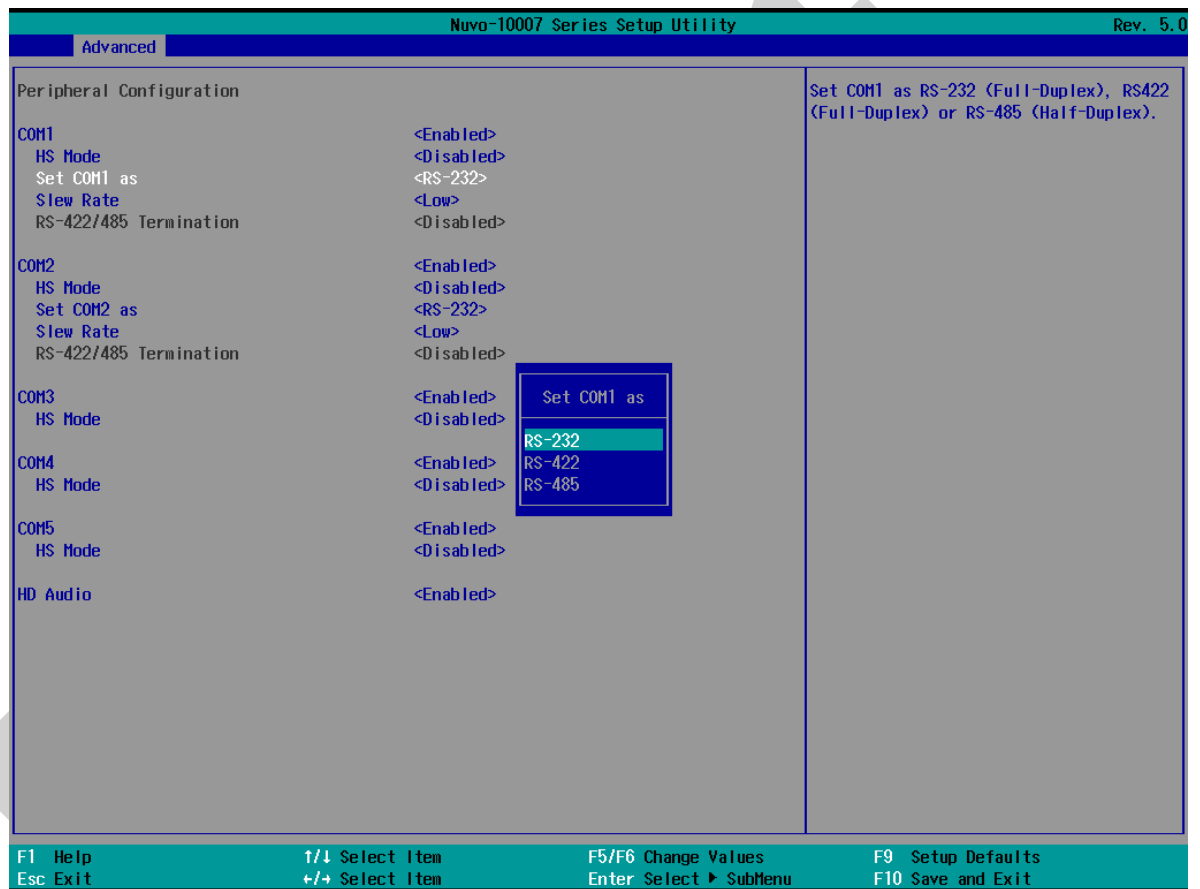 Nuvo-10007 Series Setup Utility Rev. 5.0
Advanced
Peripheral Configuration
Set COM1 as RS-232 (Full-Duplex), RS422
(Full-Duplex) or RS-485 (Half-Duplex).
COM1 <Enabled>
HS Mode <Disabled>
Set COM1 as <RS-232>
Slew Rate <Low>
RS-422/485 Termination <Disabled>
COM2 <Enabled>
HS Mode <Disabled>
Set COM2 as <RS-232>
Slew Rate <Low>
RS-422/485 Termination <Disabled>
COM3 <Enabled>
HS Mode <Disabled>
COM4 <Enabled>
HS Mode <Disabled>
COM5 <Enabled>
HS Mode <Disabled>
HD Audio <Enabled>
Set COM1 as
RS-232
RS-422
RS-485
F1 Help ↑/↓ Select Item F5/F6 Change Values F9 Setup Defaults
Esc Exit ←/→ Select Item Enter Select ▶ SubMenu F10 Save and Exit